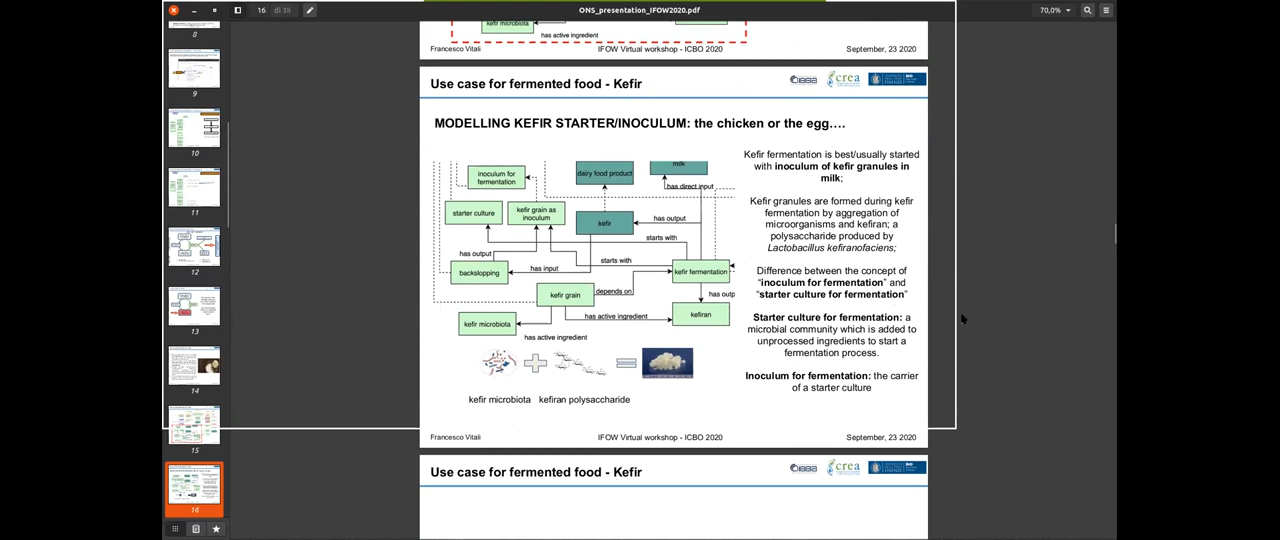 16
di 38
ONS_presentation_IFOW2020.pdf
70,0%
8
9
10
11
12
13
14
15
16
kefir microbiota
has active ingredient
Francesco Vitali
IFOW Virtual workshop - ICBO 2020
September, 23 2020
Use case for fermented food - Kefir
crea
MODELLING KEFIR STARTER/INOCULUM: the chicken or the egg….
inoculum for
fermentation
dairy food product
milk
has direct input
starter culture
kefir grain as
inoculum
kefir
has output
starts with
has output
starts with
backslopping
has input
kefir fermentation
kefir grain
depends on
has outp
kefiran
kefir microbiota
has active ingredient
has active ingredient
kefir microbiota
kefiran polysaccharide
Kefir fermentation is best/usually started
with inoculum of kefir granules in
milk;
Kefir granules are formed during kefir
fermentation by aggregation of
microorganisms and kefiran; a
polysaccharide produced by
Lactobacillus kefiranofaciens;
Difference between the concept of
“inoculum for fermentation” and
“starter culture for fermentation”
Starter culture for fermentation: a
microbial community which is added to
unprocessed ingredients to start a
fermentation process.
Inoculum for fermentation: the carrier
of a starter culture
Francesco Vitali
IFOW Virtual workshop - ICBO 2020
September, 23 2020
Use case for fermented food - Kefir
crea